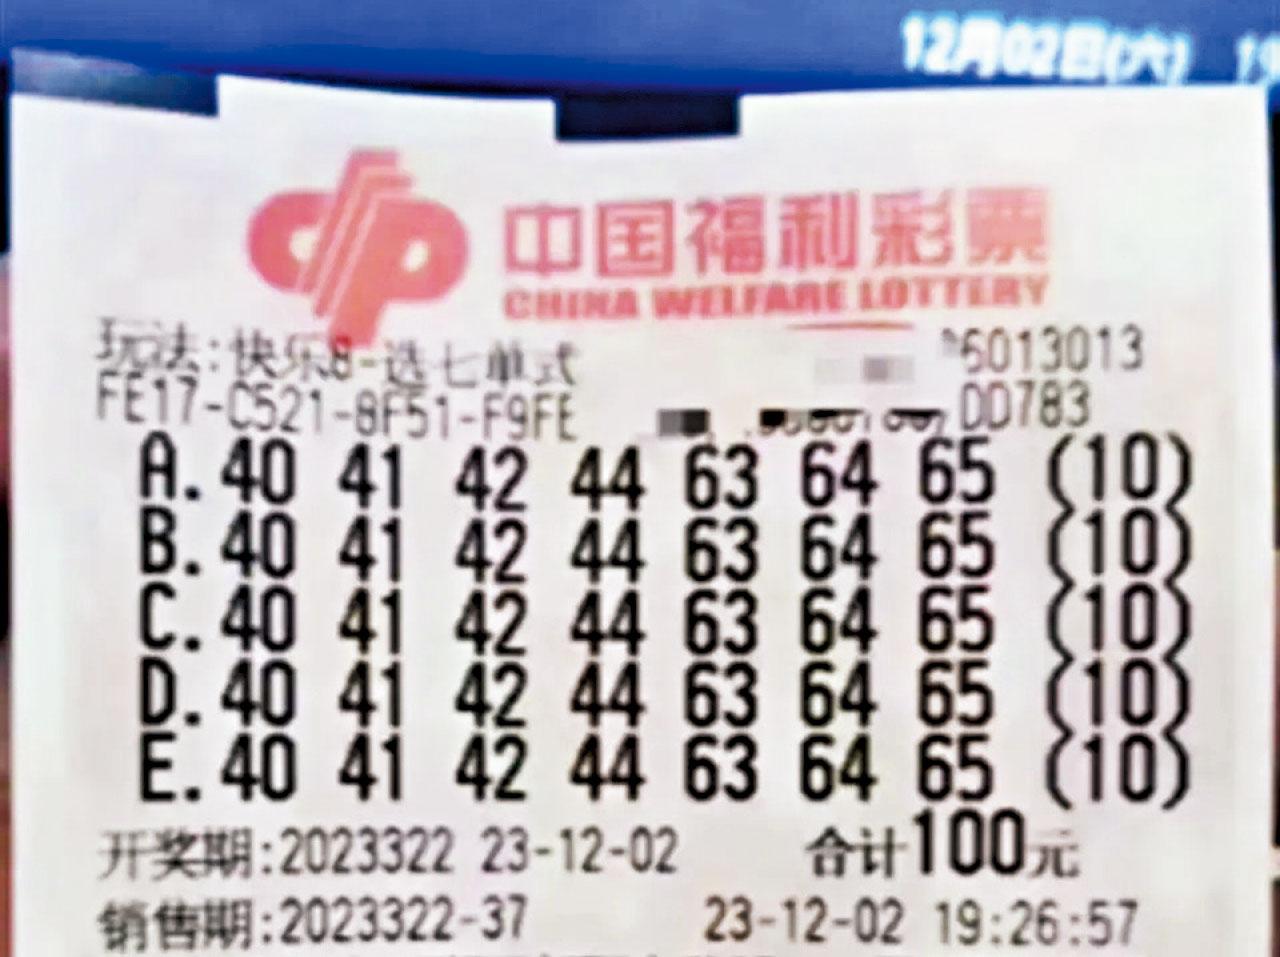 12月02日(六) 19
中国福利彩票
CHINA WELFARE LOTTERY
玩法:快乐8-选七单式 6013013
FE17-C521-8F51-F9FE DD783
A. 40 41 42 44 63 64 65 (10)
B. 40 41 42 44 63 64 65 (10)
C. 40 41 42 44 63 64 65 (10)
D. 40 41 42 44 63 64 65 (10)
E. 40 41 42 44 63 64 65 (10)
开奖期:2023322 23-12-02 合计100元
销售期:2023322-37 23-12-02 19:26:57